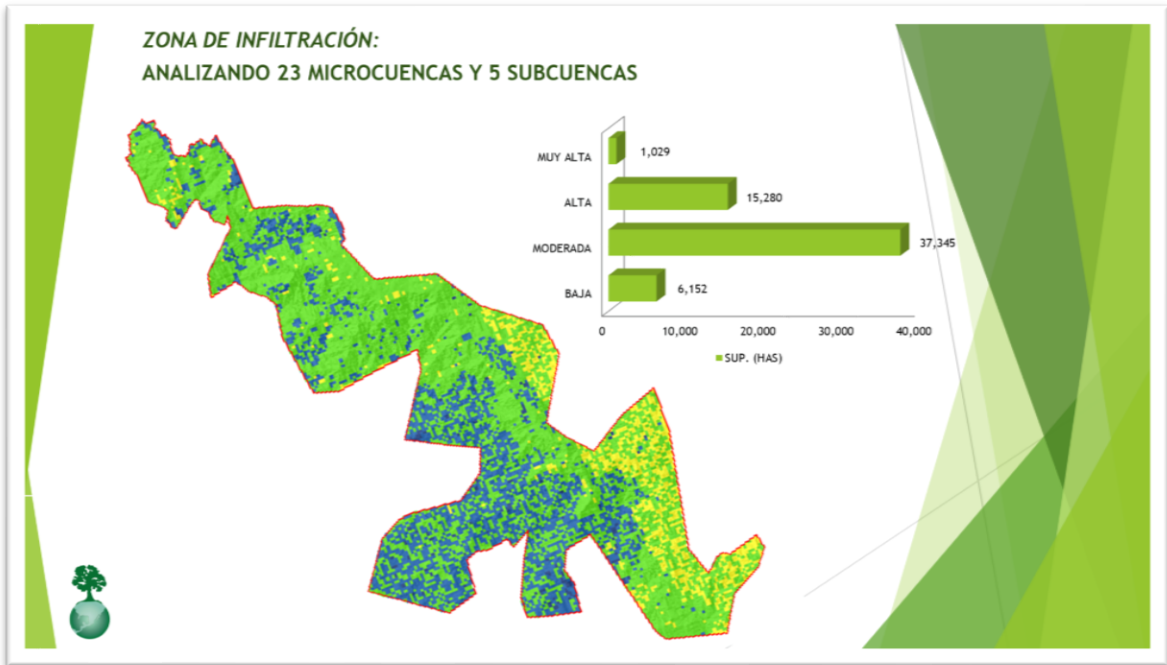 ZONA DE INFILTRACIÓN:
ANALIZANDO 23 MICROCUENCAS Y 5 SUBCUENCAS
MUY ALTA 1,029
ALTA 15,280
MODERADA 37,345
BAJA 6,152
0 10,000 20,000 30,000 40,000
SUP. (HAS)